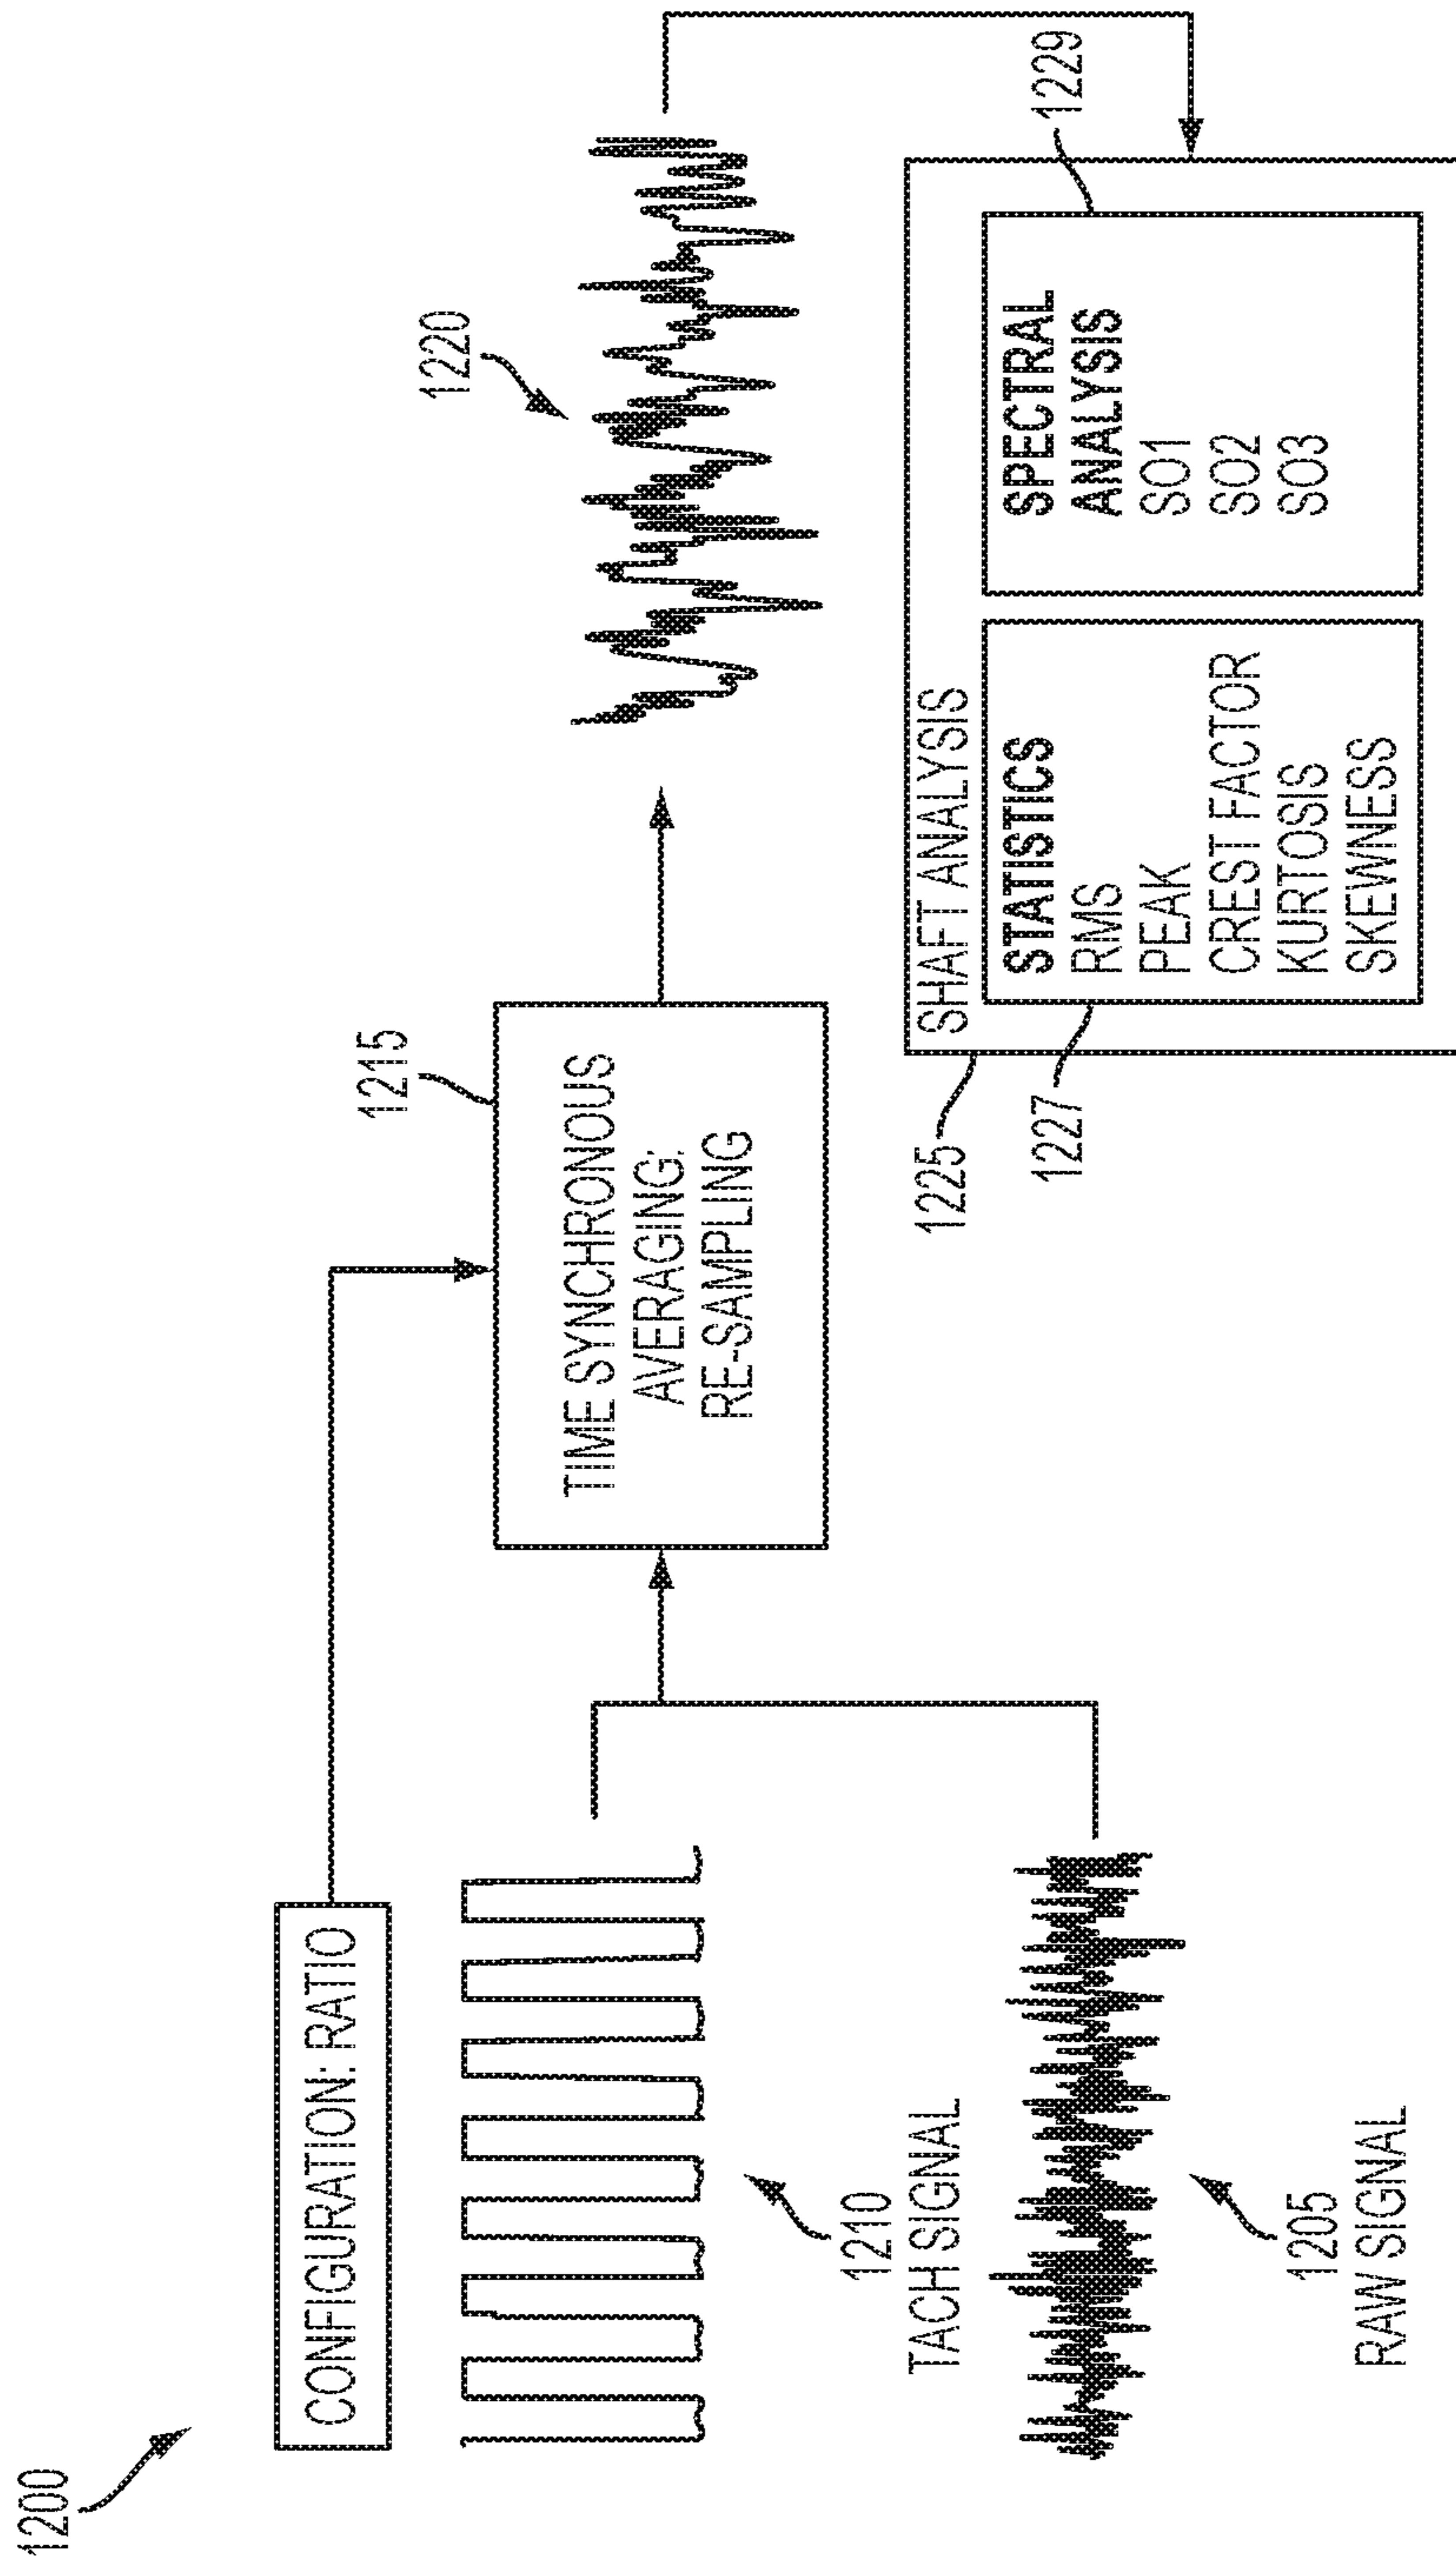 1200
CONFIGURATION: RATIO
1210
TACH SIGNAL
1205
RAW SIGNAL
1215
TIME SYNCHRONOUS
AVERAGING;
RE-SAMPLING
1220
1225
SHAFT ANALYSIS
1227
STATISTICS
RMS
PEAK
CREST FACTOR
KURTOSIS
SKEWNESS
1229
SPECTRAL
ANALYSIS
SO1
SO2
SO3